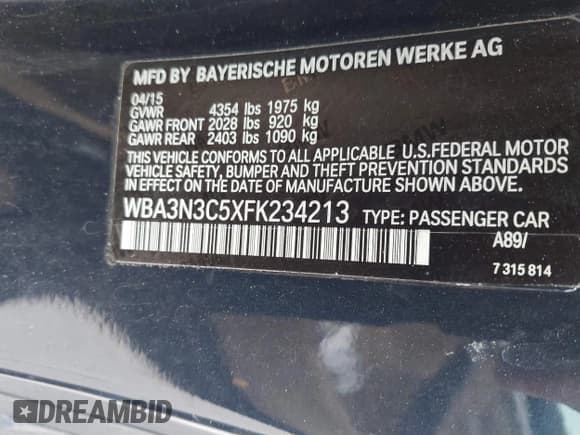 MFD BY BAYERISCHE MOTOREN WERKE AG
04/15
GVWR 4354 lbs 1975 kg
GAWR FRONT 2028 lbs 920 kg
GAWR REAR 2403 lbs 1090 kg
THIS VEHICLE CONFORMS TO ALL APPLICABLE U.S.FEDERAL MOTOR
VEHICLE SAFETY, BUMPER AND THEFT PREVENTION STANDARDS
IN EFFECT ON THE DATE OF MANUFACTURE SHOWN ABOVE.
WBA3N3C5XFK234213 TYPE: PASSENGER CAR
A89/
7 315 814
DREAMBID